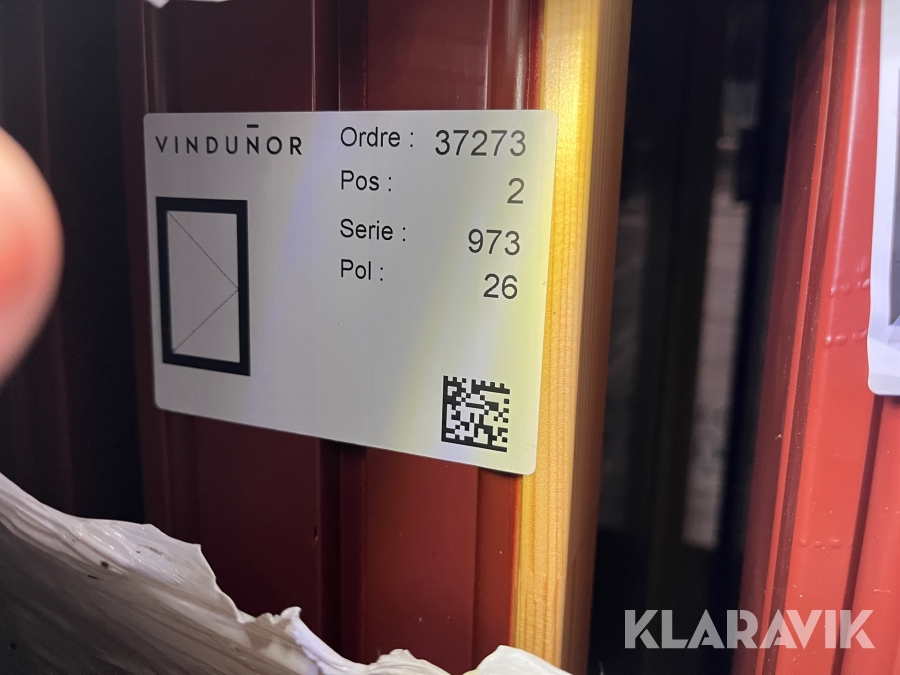 VINDUÑOR
Ordre : 37273
Pos : 2
Serie : 973
Pol : 26
KLARAVIK